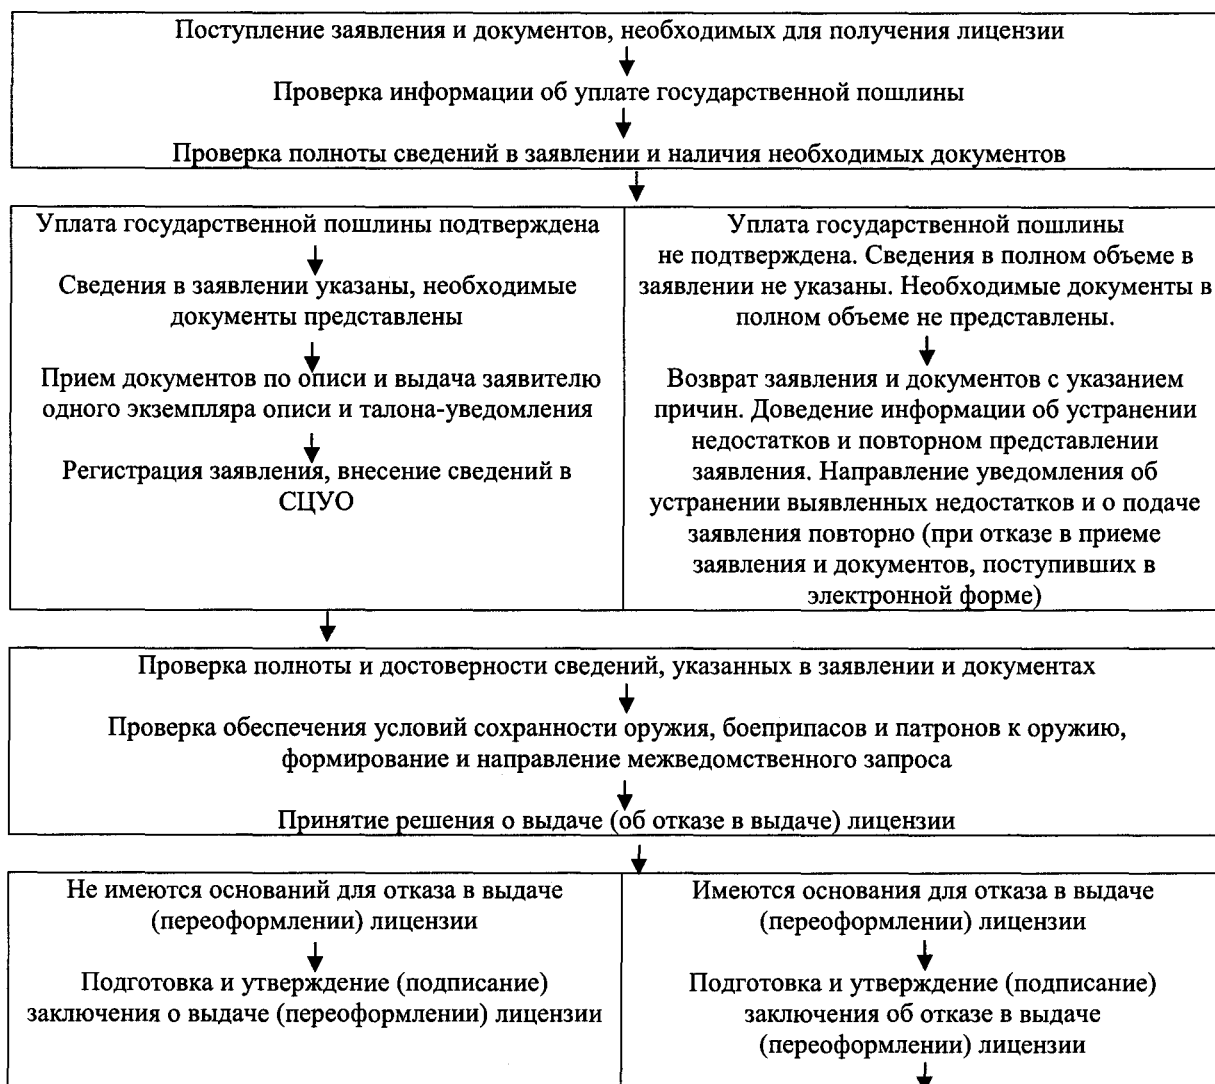 Поступление заявления и документов, необходимых для получения лицензии
Проверка информации об уплате государственной пошлины
Проверка полноты сведений в заявлении и наличия необходимых документов
Уплата государственной пошлины подтверждена
Сведения в заявлении указаны, необходимые
документы представлены
Прием документов по описи и выдача заявителю
одного экземпляра описи и талона-уведомления
Регистрация заявления, внесение сведений в
СЦУО
Уплата государственной пошлины
не подтверждена. Сведения в полном объеме в
заявлении не указаны. Необходимые документы в
полном объеме не представлены.
Возврат заявления и документов с указанием
причин. Доведение информации об устранении
недостатков и повторном представлении
заявления. Направление уведомления об
устранении выявленных недостатков и о подаче
заявления повторно (при отказе в приеме
заявления и документов, поступивших в
электронной форме)
Проверка полноты и достоверности сведений, указанных в заявлении и документах
Проверка обеспечения условий сохранности оружия, боеприпасов и патронов к оружию,
формирование и направление межведомственного запроса
Принятие решения о выдаче (об отказе в выдаче) лицензии
Не имеются оснований для отказа в выдаче
(переоформлении) лицензии
Подготовка и утверждение (подписание)
заключения о выдаче (переоформлении) лицензии
Имеются основания для отказа в выдаче
(переоформлении) лицензии
Подготовка и утверждение (подписание)
заключения об отказе в выдаче
(переоформлении) лицензии